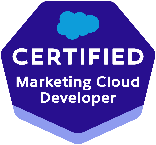 CERTIFIED
Marketing Cloud
Developer